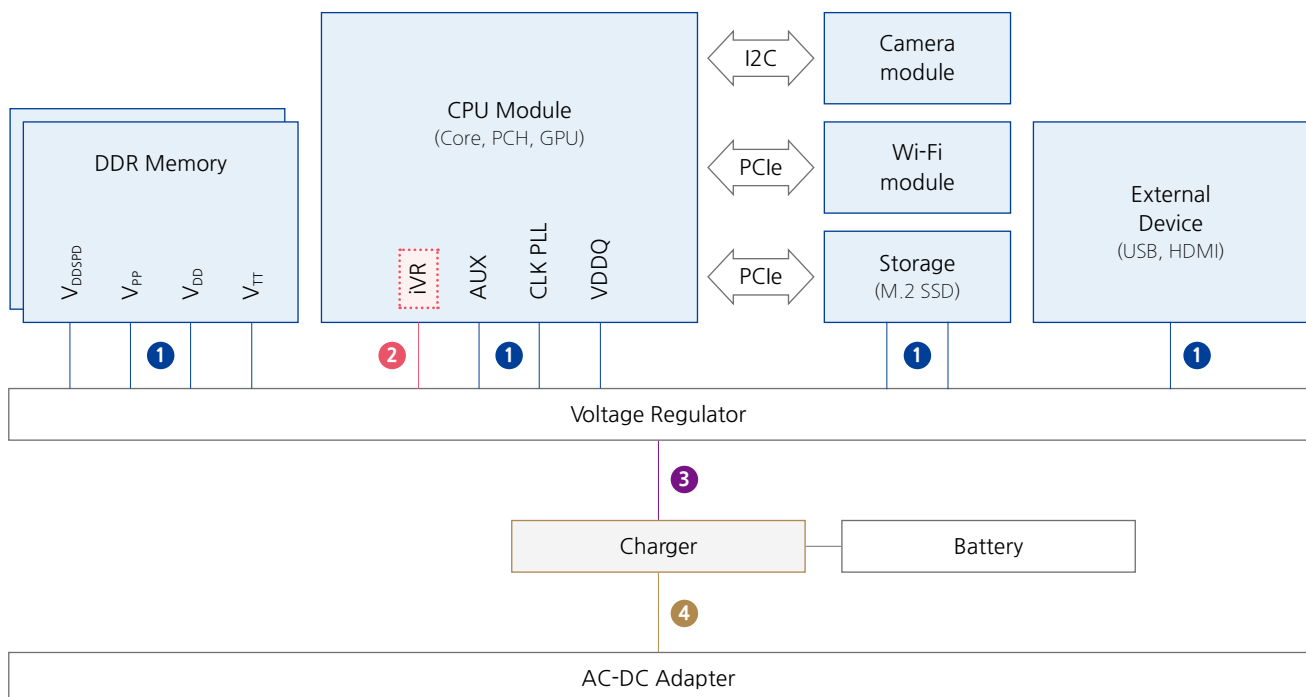 CPU Module
(Core, PCH, GPU)
I2C
Camera
module
DDR Memory
PCIe
Wi-Fi
module
External
Device
(USB, HDMI)
VDDSPD
VPP
VDD
VTT
iVR
AUX
CLK PLL
VDDQ
PCIe
Storage
(M.2 SSD)
1
2
1
1
1
Voltage Regulator
3
Charger
Battery
4
AC-DC Adapter